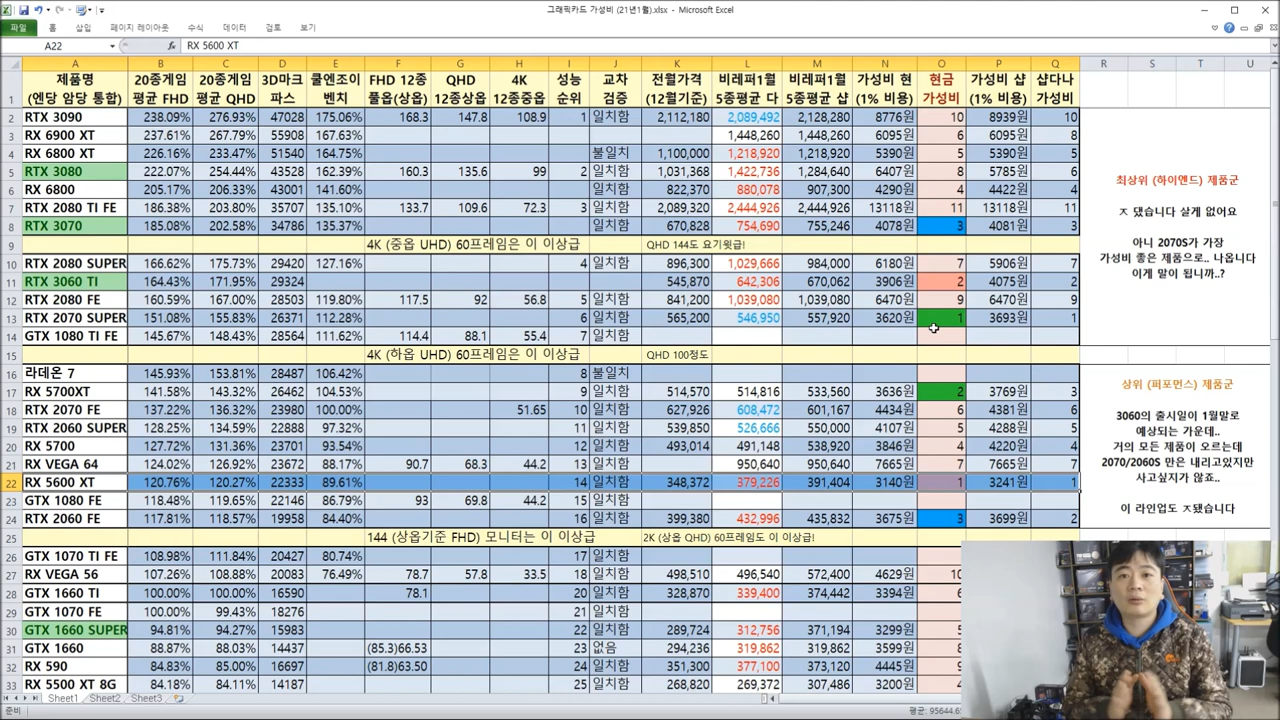 그래픽카드 가성비 (21년1월).xlsx - Microsoft Excel
파일 홈 삽입 페이지 레이아웃 수식 데이터 검토 보기
A22 fx RX 5600 XT
A B C D E F G H I J K L M N O P Q R S T U
1 제품명 (엔당 암당 통합) 20종게임 평균 FHD 20종게임 평균 QHD 3D마크 파스 쿨엔조이 벤치 FHD 12종 풀옵(상옵) QHD 12종상옵 4K 12종중옵 성능 순위 교차 검증 전월가격 (12월기준) 비레퍼1월 5종평균 다 비레퍼1월 5종평균 샵 가성비 현 (1% 비용) 현금 가성비 가성비 샵 (1% 비용) 샵다나 가성비
2 RTX 3090 238.09% 276.93% 47028 175.06% 168.3 147.8 108.9 1 일치함 2,112,180 2,089,492 2,128,280 8776원 10 8939원 10
3 RX 6900 XT 237.61% 267.79% 55908 167.63% 1,448,260 6095원 6 6095원 8
4 RX 6800 XT 226.16% 233.47% 51540 164.75% 불일치 1,100,000 1,218,920 1,218,920 5390원 5 5390원 5
5 RTX 3080 222.07% 254.44% 43528 162.39% 160.5 135.6 99 2 일치함 1,031,368 1,422,736 1,284,640 6407원 8 5785원 6
6 RX 6800 205.17% 206.33% 43001 141.60% 일치함 822,370 880,078 907,300 4290원 4 4422원 4
7 RTX 2080 TI FE 186.38% 203.80% 35707 135.10% 133.7 109.6 72.3 3 일치함 2,089,320 2,444,926 2,444,926 13118원 11 13118원 11
8 RTX 3070 185.08% 202.58% 34786 135.37% 일치함 670,828 754,690 755,246 4078원 3 4081원 3
9 4K (중옵 UHD) 60프레임은 이 이상급 QHD 144도 요기윗급!
10 RTX 2080 SUPER 166.62% 175.73% 29420 127.16% 4 일치함 896,300 1,029,666 984,000 6180원 7 5906원 7
11 RTX 3060 TI 164.43% 171.95% 29324 일치함 545,870 642,306 670,000 3906원 2 4075원 2
12 RTX 2080 FE 160.59% 167.00% 28503 119.80% 117.5 92 56.8 5 일치함 841,200 1,039,080 1,039,080 6470원 9 6470원 9
13 RTX 2070 SUPER 151.08% 155.83% 26371 112.28% 6 일치함 565,200 546,950 557,920 3620원 1 3693원 1
14 GTX 1080 TI FE 145.67% 148.43% 28564 111.62% 114.4 88.1 55.4 7 일치함
15 4K (하옵 UHD) 60프레임은 이 이상급 QHD 100정도
16 라데온 7 145.93% 153.81% 28487 106.42% 8 불일치
17 RX 5700XT 141.58% 143.32% 26462 104.53% 9 일치함 514,570 514,816 533,560 3636원 2 3769원 3
18 RTX 2070 FE 137.22% 136.32% 23980 100.00% 51.65 10 일치함 627,926 608,472 601,167 4434원 6 4381원 6
19 RTX 2060 SUPER 128.25% 134.59% 22898 97.32% 11 일치함 539,850 526,666 550,000 4107원 5 4288원 5
20 RX 5700 127.72% 131.36% 23701 93.54% 12 일치함 493,014 491,148 538,920 3846원 4 4220원 4
21 RX VEGA 64 124.02% 126.92% 23672 88.17% 90.7 68.3 44.2 13 일치함 950,640 950,640 7665원 7 7665원 7
22 RX 5600 XT 120.76% 120.27% 22333 89.61% 14 일치함 348,372 379,226 391,404 3140원 1 3241원 1
23 GTX 1080 FE 118.48% 119.65% 22146 86.79% 93 69.8 44.2 15 일치함
24 RTX 2060 FE 117.81% 118.57% 19958 84.40% 16 일치함 399,380 432,996 435,832 3675원 3 3699원 2
25 144 (상옵기준 FHD) 모니터는 이 이상급 2K (상옵 QHD) 60프레임도 이 이상급!
26 GTX 1070 TI FE 108.98% 111.84% 20427 80.74% 17 일치함
27 RX VEGA 56 107.26% 108.88% 20083 76.49% 78.7 57.8 33.5 18 일치함 498,510 496,540 572,400 4629원 10
28 GTX 1660 TI 100.00% 100.00% 16590 78.1 20 일치함 328,870 339,400 374,442 3394원
29 GTX 1070 FE 100.00% 99.43% 18276 21 일치함
30 GTX 1660 SUPER 94.81% 94.27% 15983 22 일치함 289,724 312,756 371,194 3299원
31 GTX 1660 88.87% 88.03% 14437 (85.3)66.53 23 없음 294,236 319,862 319,862 3599원
32 RX 590 84.83% 85.00% 16697 (81.8)63.50 24 일치함 351,300 377,100 373,120 4445원
33 RX 5500 XT 8G 84.18% 84.11% 14187 25 일치함 268,820 269,372 307,486 3200원
최상위 (하이엔드) 제품군
ㅈ 됐습니다 살게 없어요
아니 2070S가 가장
가성비 좋은 제품으로.. 나옵니다
이게 말이 됩니까..?
상위 (퍼포먼스) 제품군
3060의 출시일이 1월말로
예상되는 가운데..
거의 모든 제품이 오르는데
2070/2060S 만은 내리고있지만
사고싶지가 않죠..
이 라인업도 ㅈ됐습니다
Sheet1 Sheet2 Sheet3
준비